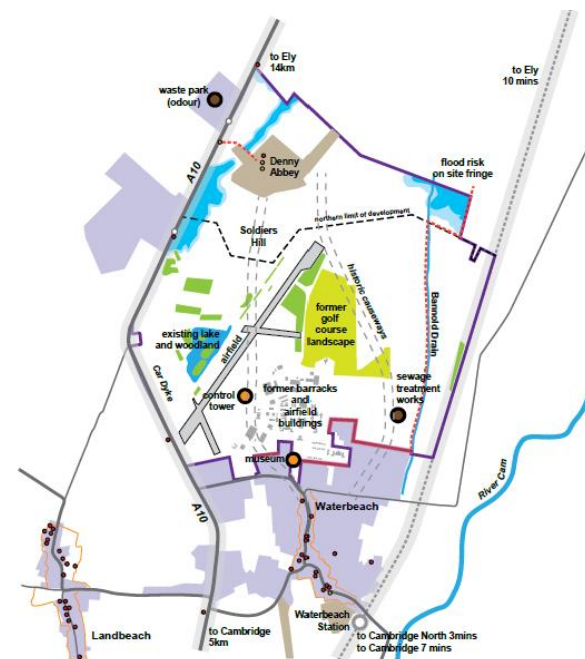 to Ely
14km
to Ely
10 mins
waste park
(odour)
A10
Denny
Abbey
flood risk
on site fringe
northern limit of development
Soldiers
Hill
historic causeways
former
golf
course
landscape
Bannold Drain
existing lake
and woodland
airfield
Car Dyke
control
tower
former barracks
and
airfield
buildings
sewage
treatment
works
museum
River Cam
A10
Waterbeach
Landbeach
to Cambridge
5km
Waterbeach
Station
to Cambridge North 3mins
to Cambridge 7 mins